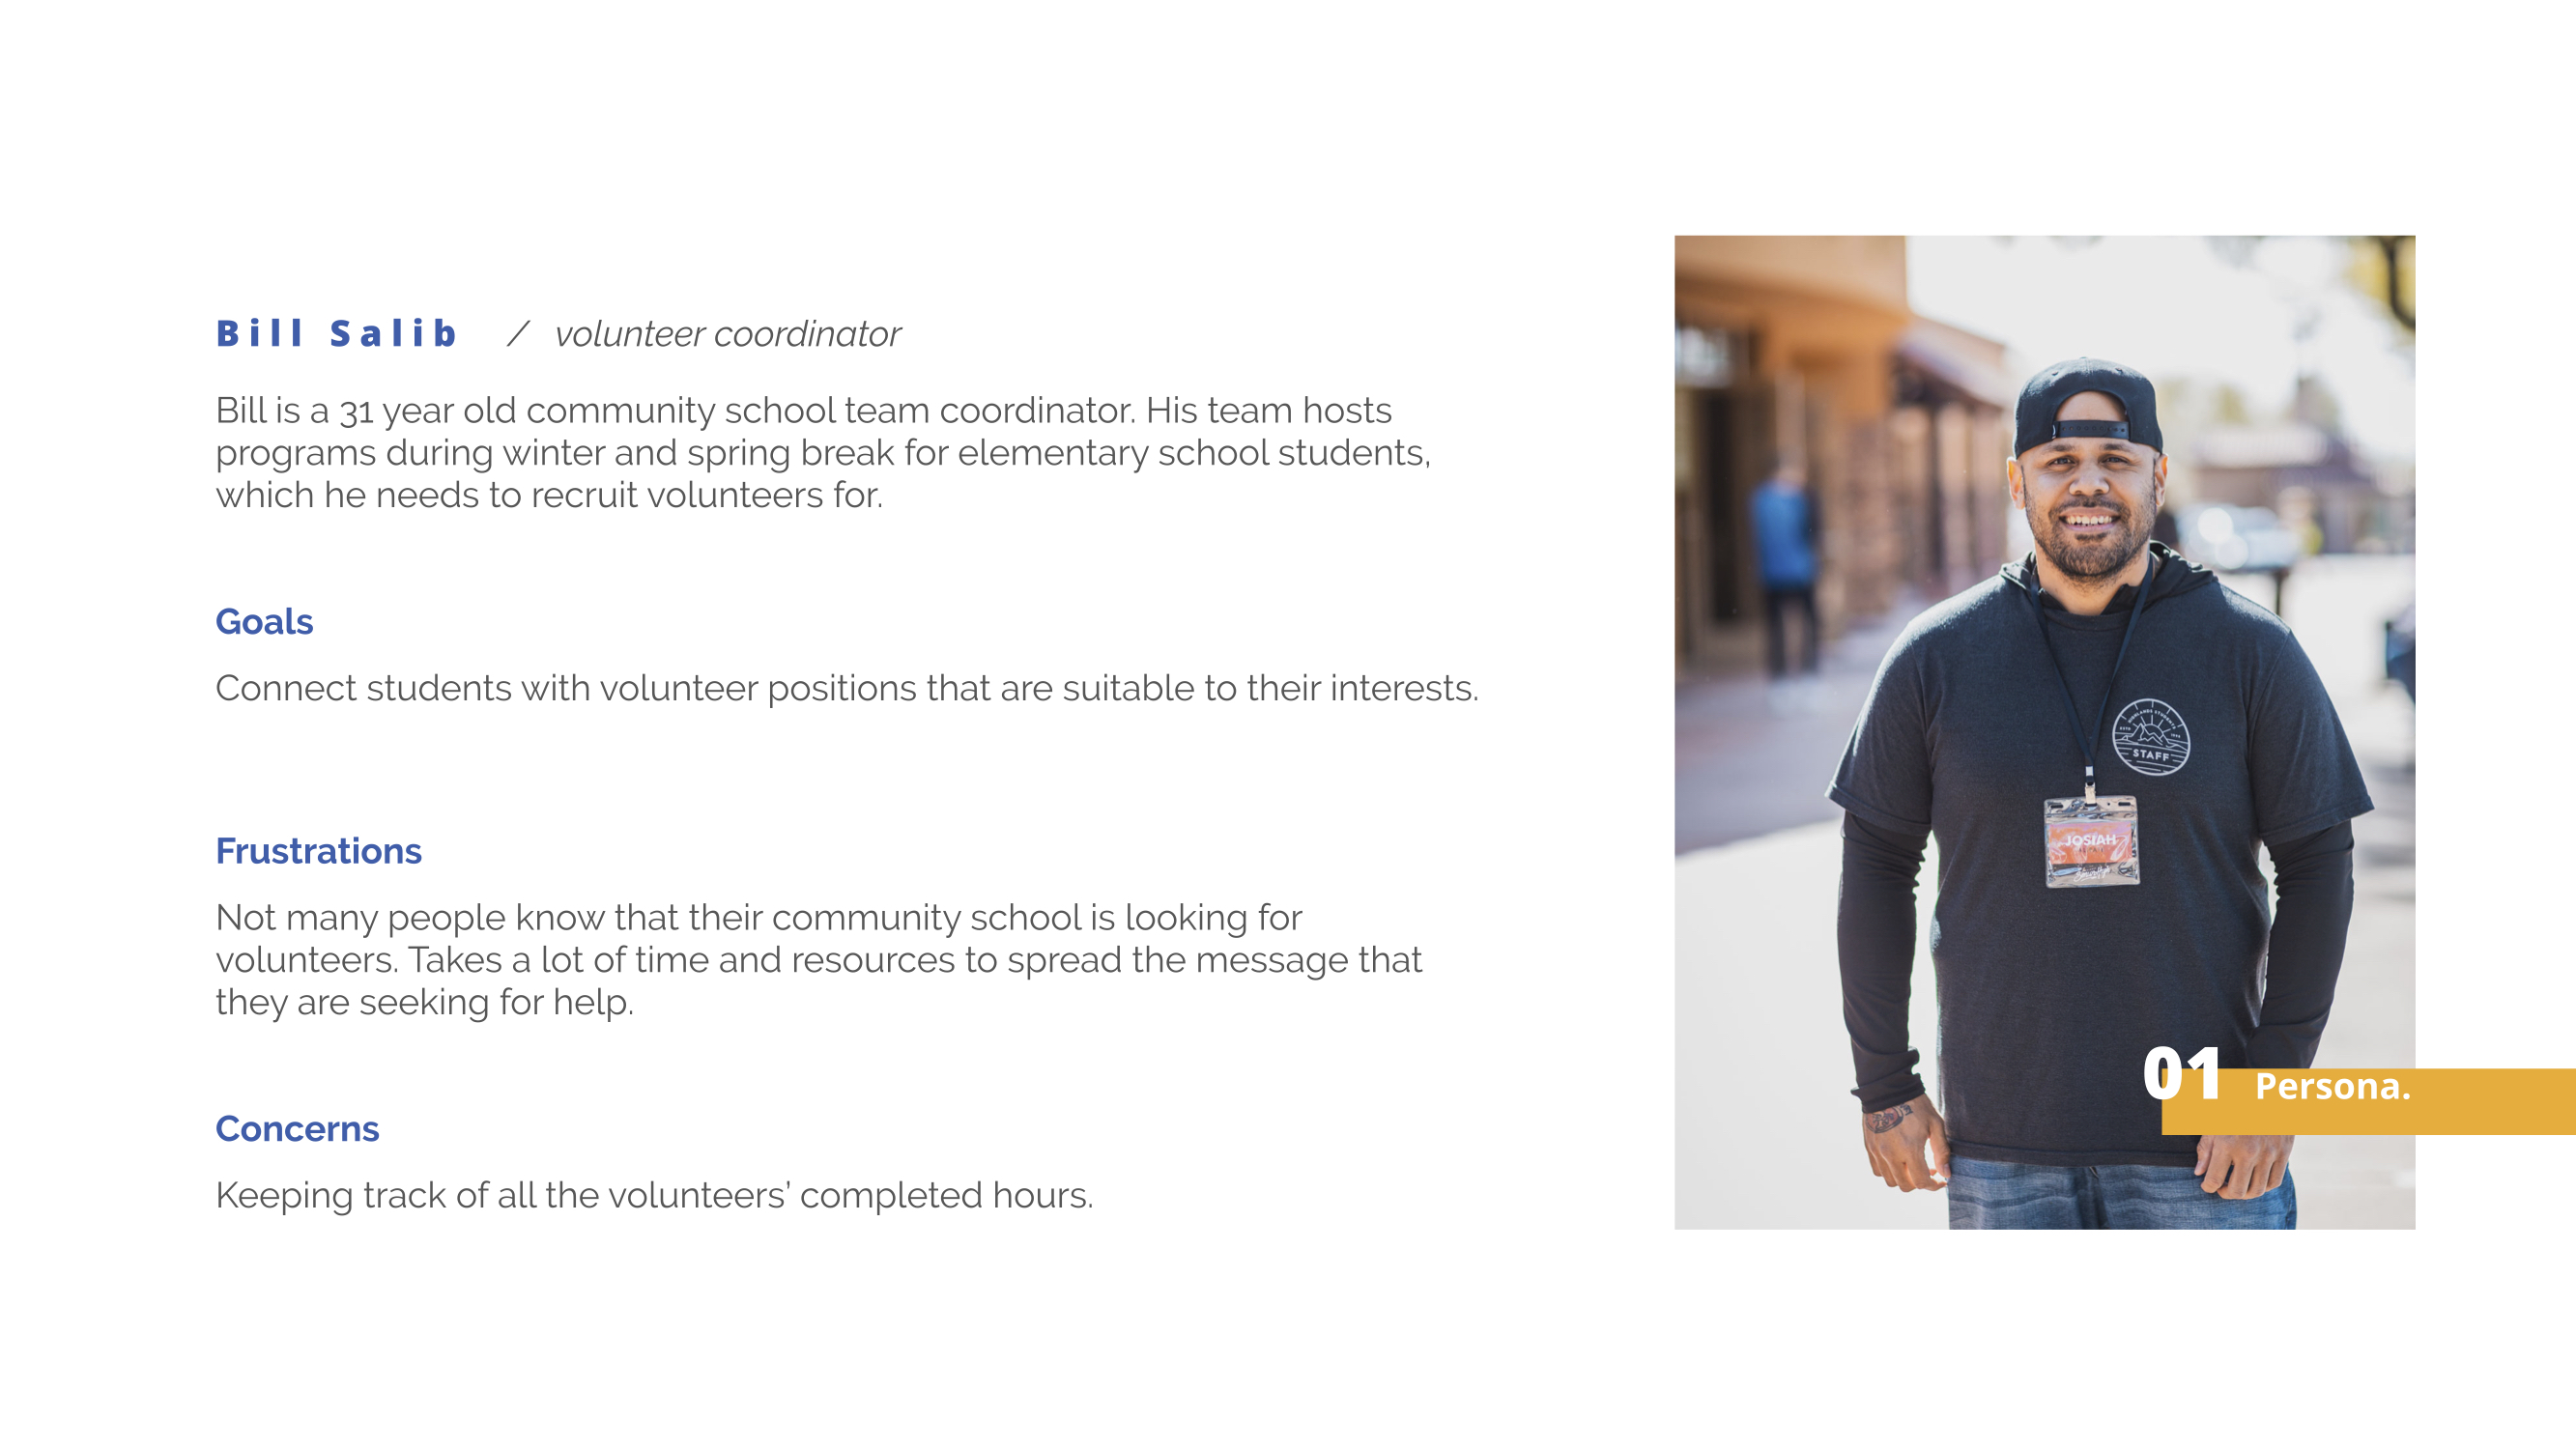 Bill Salib / volunteer coordinator
Bill is a 31 year old community school team coordinator. His team hosts
programs during winter and spring break for elementary school students,
which he needs to recruit volunteers for.
Goals
Connect students with volunteer positions that are suitable to their interests.
Frustrations
Not many people know that their community school is looking for
volunteers. Takes a lot of time and resources to spread the message that
they are seeking for help.
Concerns
Keeping track of all the volunteers’ completed hours.
STAFF
JOSIAH
01 Persona.